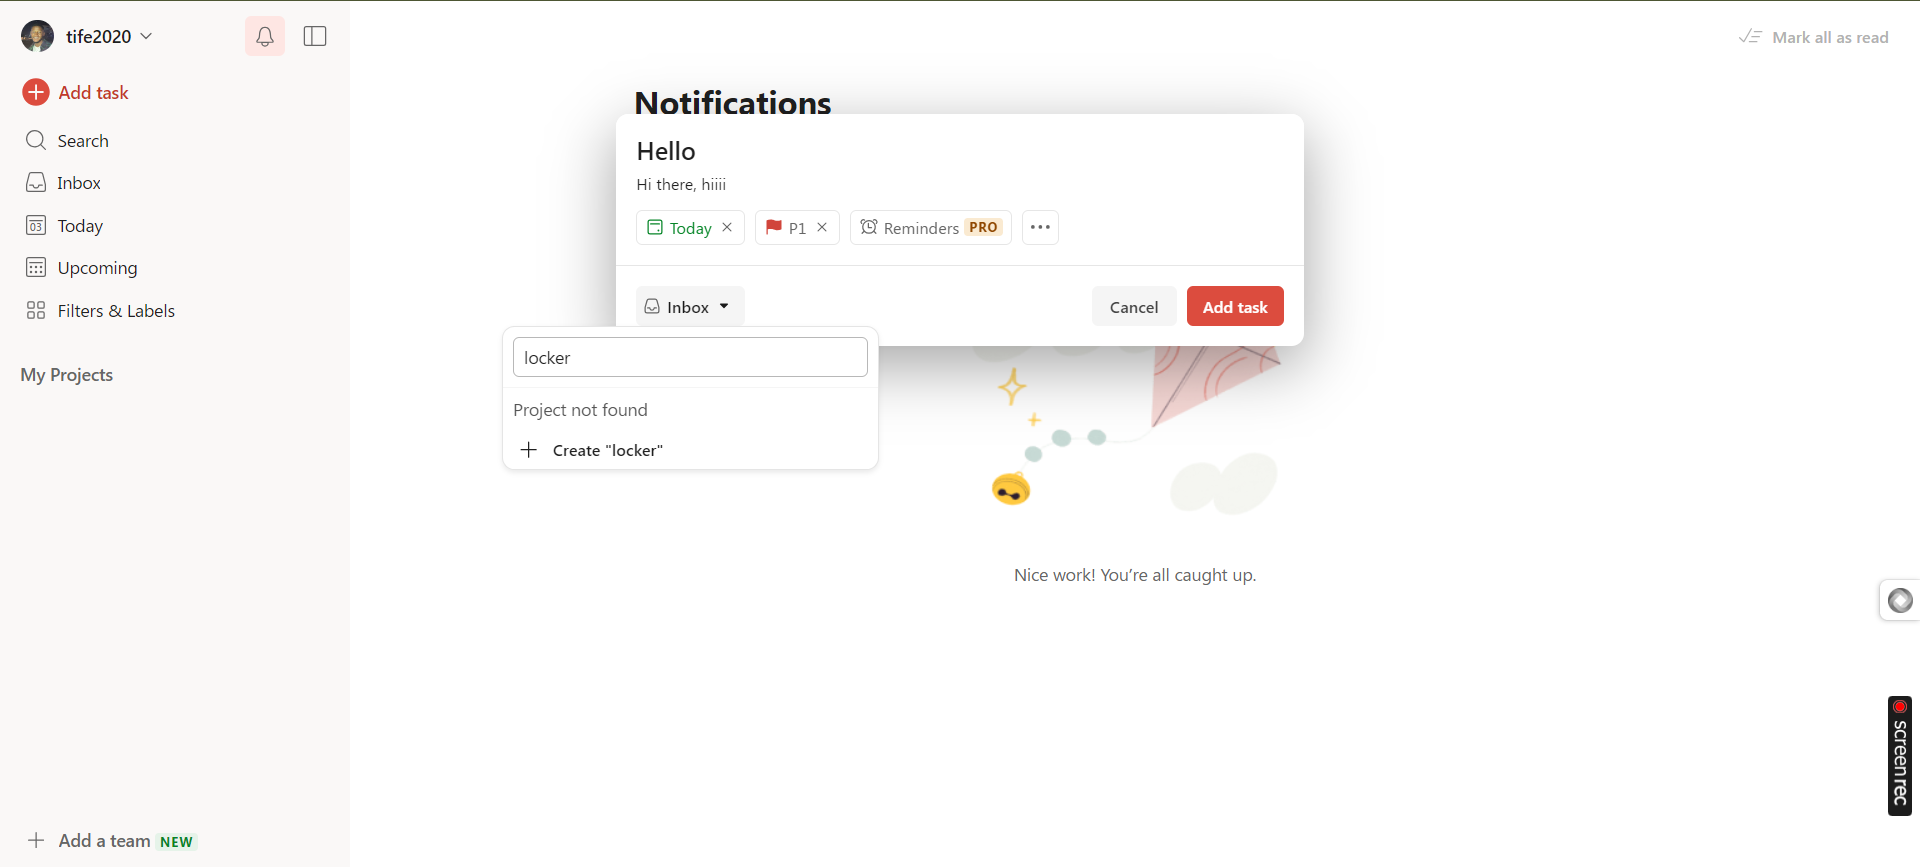 tife2020
Add task
Search
Inbox
03
Today
Upcoming
Filters & Labels
My Projects
Add a team NEW
Mark all as read
Notifications
Hello
Hi there, hiiii
Today
P1
Reminders PRO
Inbox
Cancel
Add task
locker
Project not found
Create "locker"
Nice work! You’re all caught up.
screenrec